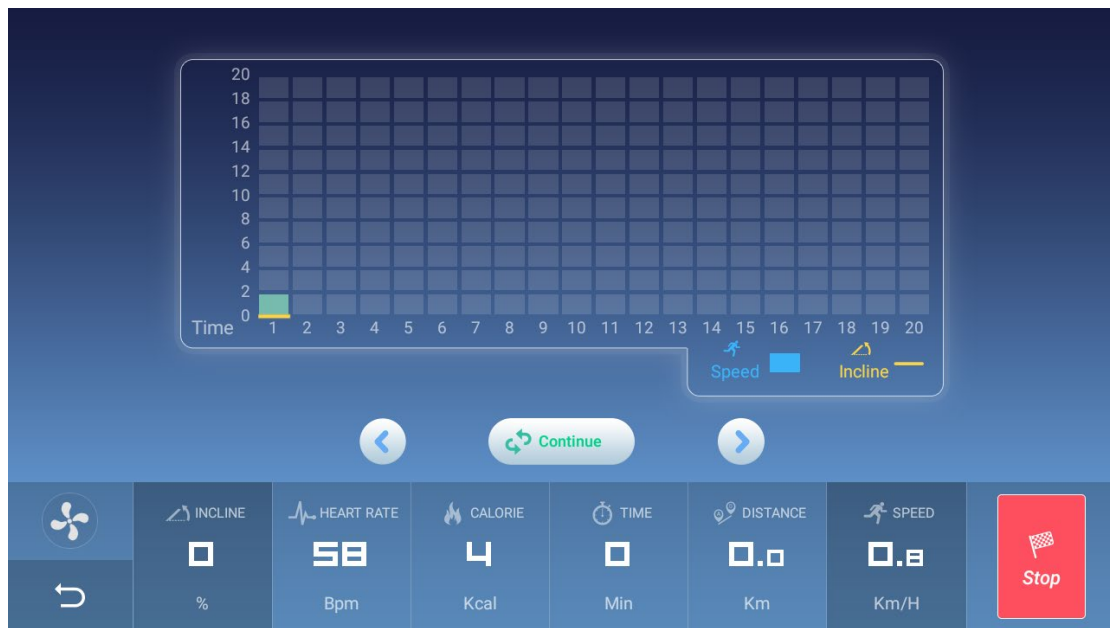 20
18
16
14
12
10
8
6
4
2
0
Time 1 2 3 4 5 6 7 8 9 10 11 12 13 14 15 16 17 18 19 20
Speed Incline
Continue
INCLINE HEART RATE CALORIE TIME DISTANCE SPEED
0 58 4 0 0.0 0.8
% Bpm Kcal Min Km Km/H
Stop